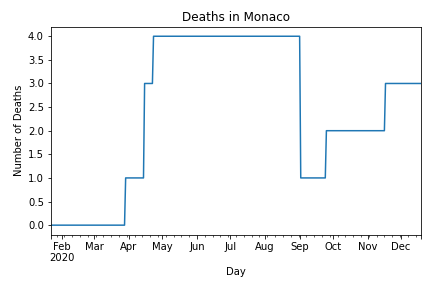 Deaths in Monaco
Number of Deaths
4.0
3.5
3.0
2.5
2.0
1.5
1.0
0.5
0.0
Feb Mar Apr May Jun Jul Aug Sep Oct Nov Dec
2020
Day